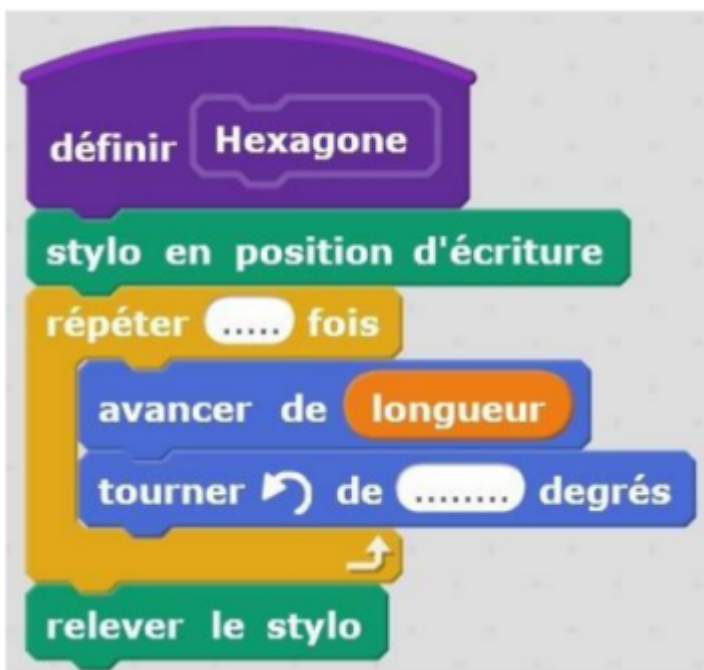 définir Hexagone
stylo en position d'écriture
répéter ..... fois
avancer de longueur
tourner de ........ degrés
relever le stylo